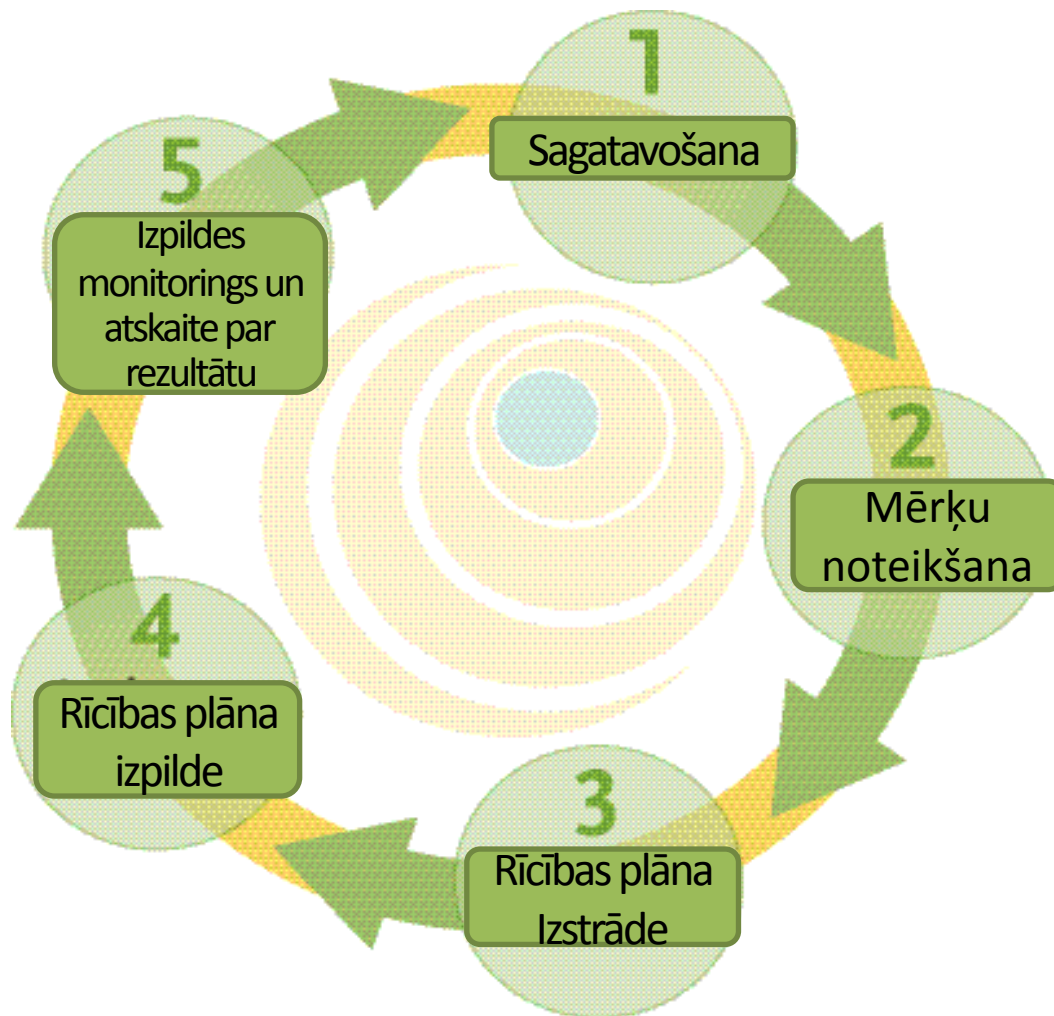 1
Sagatavošana
2
Mērķu
noteikšana
3
Rīcības plāna
Izstrāde
4
Rīcības plāna
izpilde
5
Izpildes
monitorings un
atskaite par
rezultātu